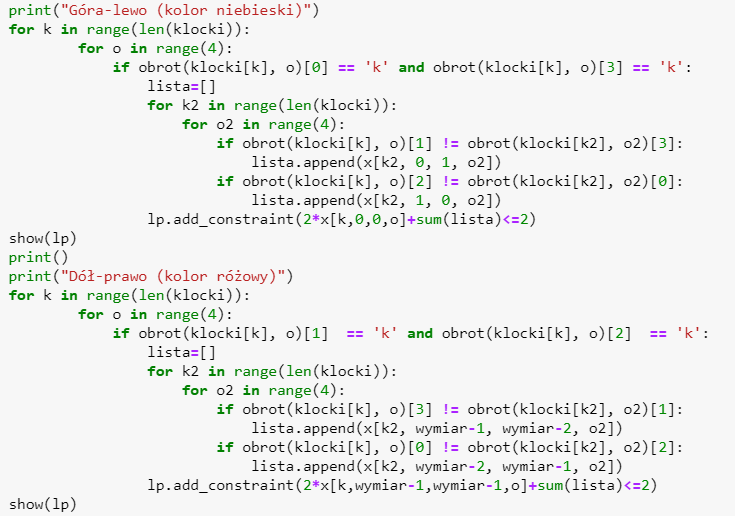 print("Góra-lewo (kolor niebieski)")
for k in range(len(klocki)):
        for o in range(4):
            if obrot(klocki[k], o)[0] == 'k' and obrot(klocki[k], o)[3] == 'k':
                lista=[]
                for k2 in range(len(klocki)):
                    for o2 in range(4):
                        if obrot(klocki[k], o)[1] != obrot(klocki[k2], o2)[3]:
                            lista.append(x[k2, 0, 1, o2])
                        if obrot(klocki[k], o)[2] != obrot(klocki[k2], o2)[0]:
                            lista.append(x[k2, 1, 0, o2])
                lp.add_constraint(2*x[k,0,0,o]+sum(lista)<=2)
show(lp)
print()
print("Dół-prawo (kolor różowy)")
for k in range(len(klocki)):
        for o in range(4):
            if obrot(klocki[k], o)[1]  == 'k' and obrot(klocki[k], o)[2]  == 'k':
                lista=[]
                for k2 in range(len(klocki)):
                    for o2 in range(4):
                        if obrot(klocki[k], o)[3] != obrot(klocki[k2], o2)[1]:
                            lista.append(x[k2, wymiar-1, wymiar-2, o2])
                        if obrot(klocki[k], o)[0] != obrot(klocki[k2], o2)[2]:
                            lista.append(x[k2, wymiar-2, wymiar-1, o2])
                lp.add_constraint(2*x[k,wymiar-1,wymiar-1,o]+sum(lista)<=2)
show(lp)